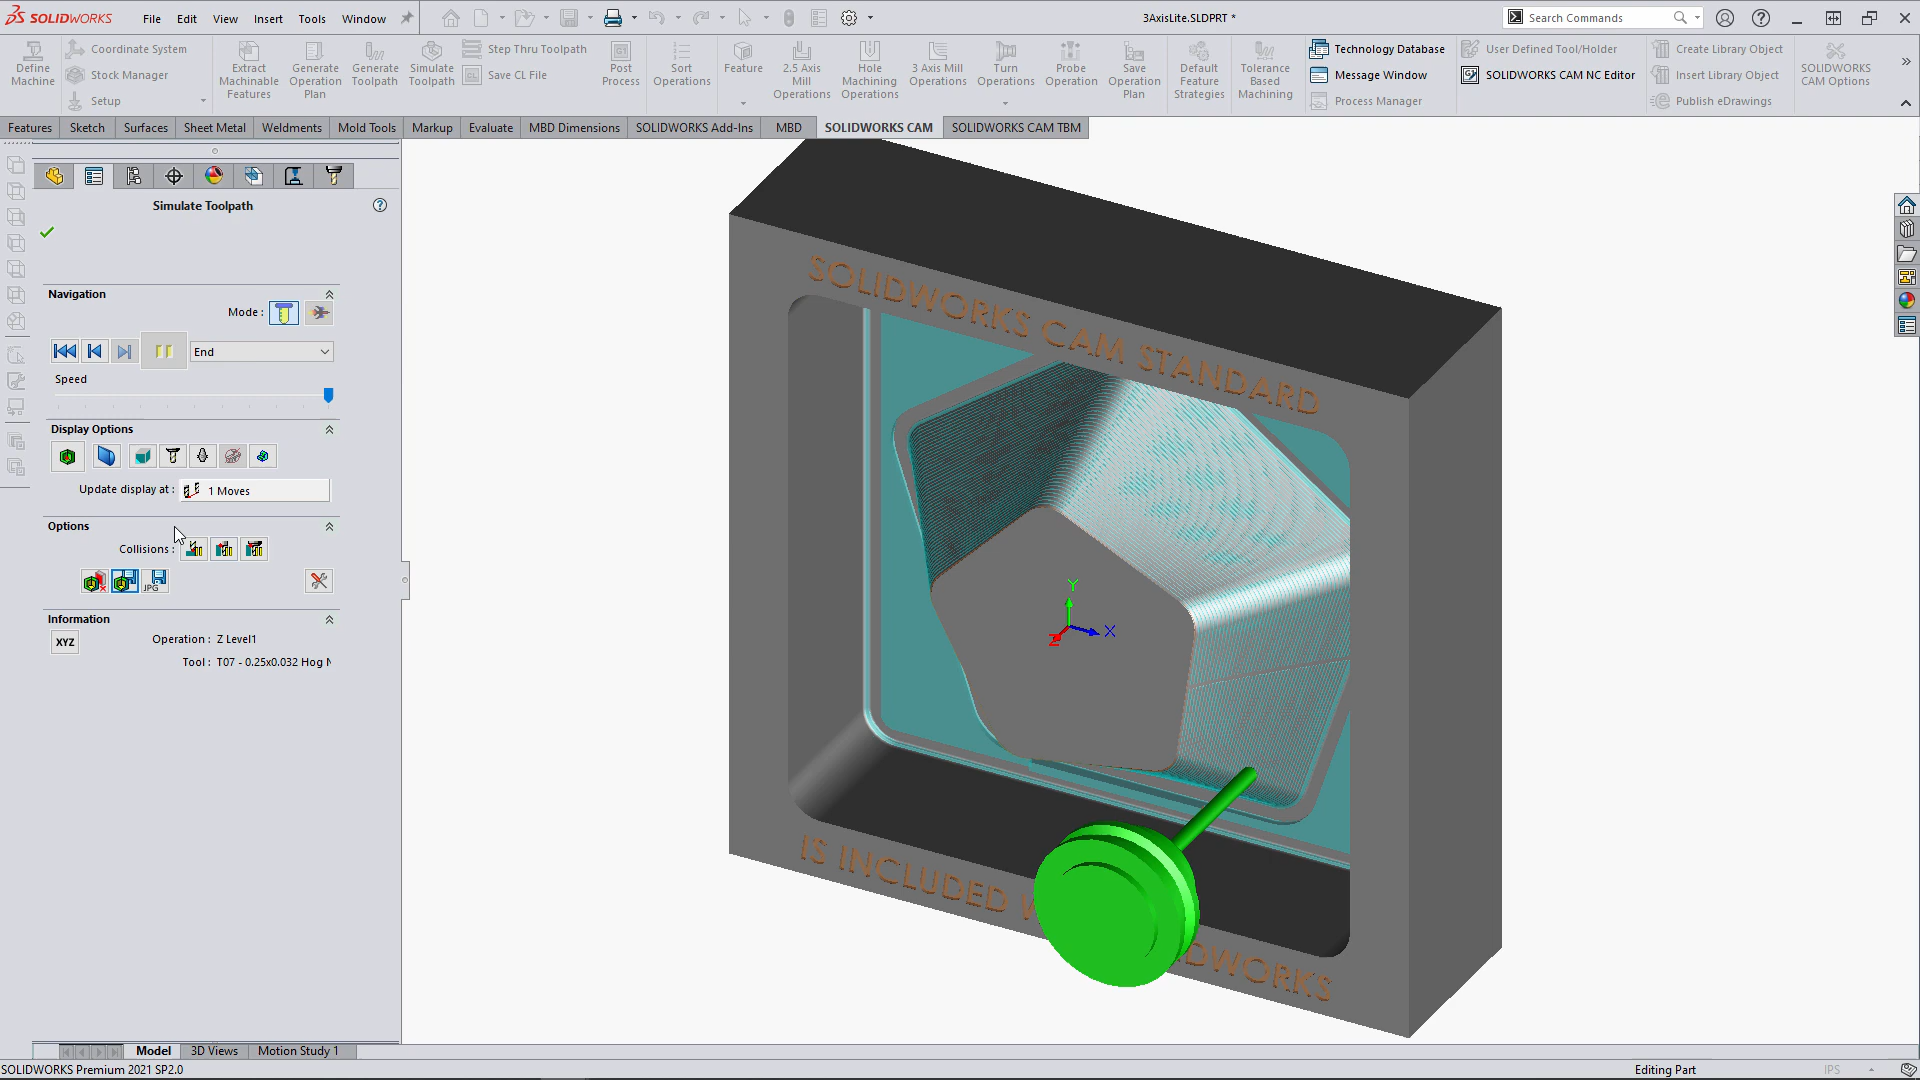 SOLIDWORKS
File Edit View Insert Tools Window
3AxisLite.SLDPRT *
Search Commands
Define Machine
Coordinate System
Stock Manager
Setup
Extract Machinable Features
Generate Operation Plan
Generate Toolpath
Simulate Toolpath
Step Thru Toolpath
Save CL File
Post Process
Sort Operations
Feature
2.5 Axis Mill Operations
Hole Machining Operations
3 Axis Mill Operations
Turn Operations
Probe Operation
Save Operation Plan
Default Feature Strategies
Tolerance Based Machining
Technology Database
Message Window
Process Manager
User Defined Tool/Holder
SOLIDWORKS CAM NC Editor
Create Library Object
Insert Library Object
Publish eDrawings
SOLIDWORKS CAM Options
Features Sketch Surfaces Sheet Metal Weldments Mold Tools Markup Evaluate MBD Dimensions SOLIDWORKS Add-Ins MBD SOLIDWORKS CAM SOLIDWORKS CAM TBM
Simulate Toolpath
Navigation
Mode :
End
Speed
Display Options
Update display at : 1 Moves
Options
Collisions :
JPG
Information
XYZ
Operation : Z Level1
Tool : T07 - 0.25x0.032 Hog N
SOLIDWORKS CAM STANDARD
Y
X
Z
IS INCLUDED
DWORKS
Model 3D Views Motion Study 1
SOLIDWORKS Premium 2021 SP2.0
Editing Part
IPS